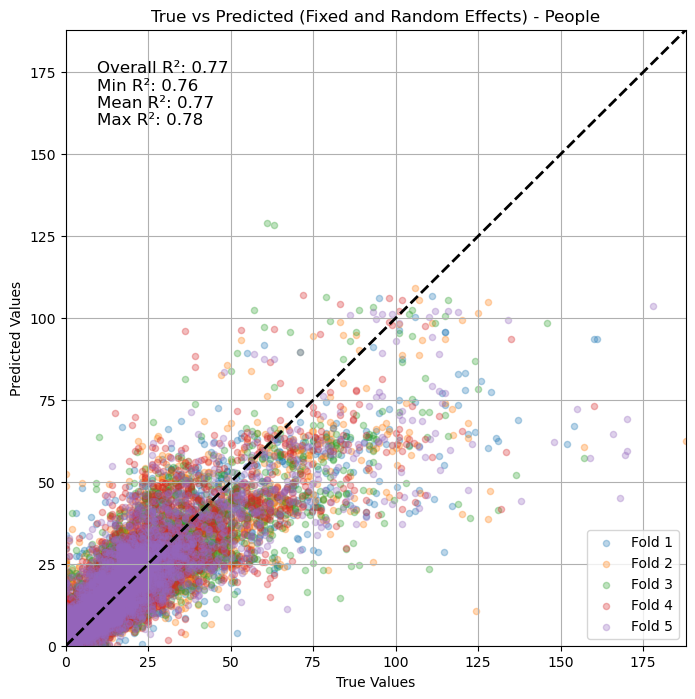 True vs Predicted (Fixed and Random Effects) - People
Overall R²: 0.77
Min R²: 0.76
Mean R²: 0.77
Max R²: 0.78
Predicted Values
175
150
125
100
75
50
25
0
0 25 50 75 100 125 150 175
True Values
Fold 1
Fold 2
Fold 3
Fold 4
Fold 5